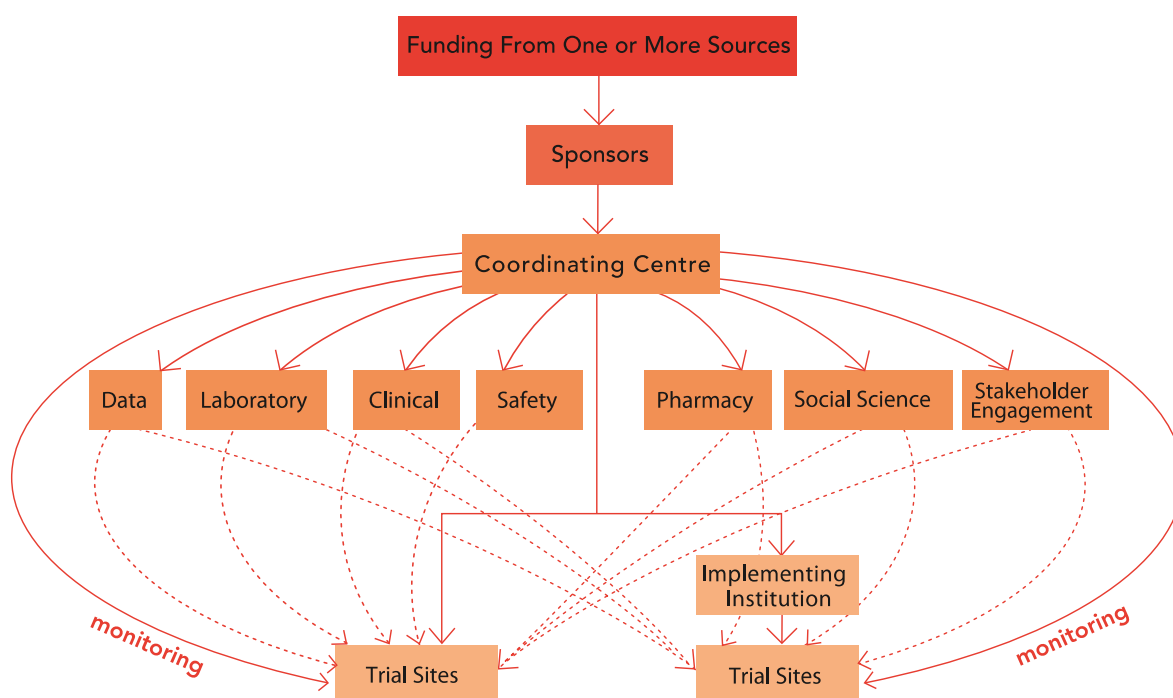 Funding From One or More Sources
Sponsors
Coordinating Centre
Data
Laboratory
Clinical
Safety
Pharmacy
Social Science
Stakeholder
Engagement
Implementing
Institution
monitoring
monitoring
Trial Sites
Trial Sites